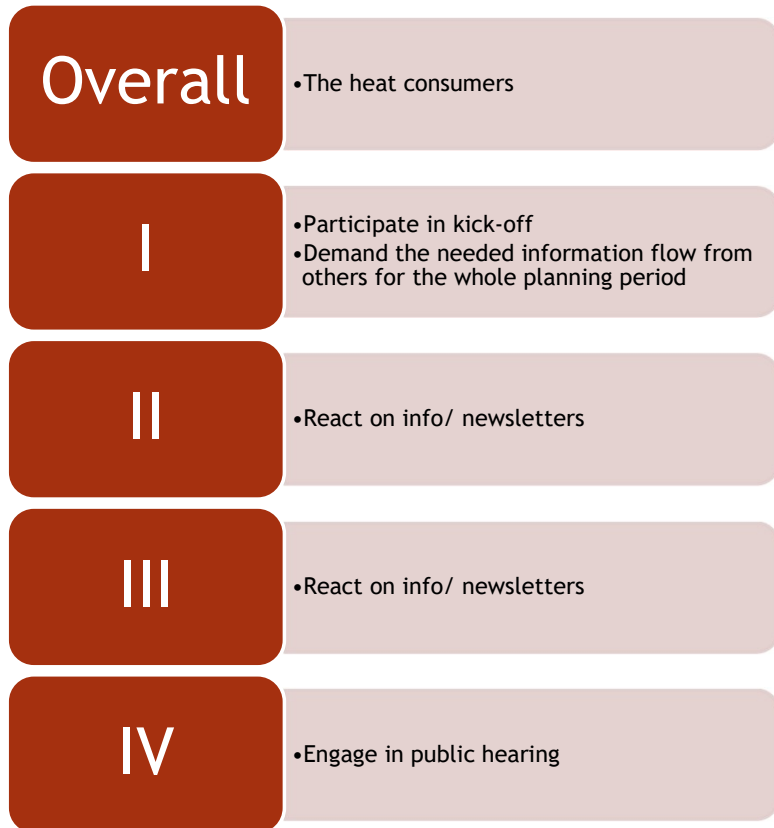 Overall
•The heat consumers
I
•Participate in kick-off
•Demand the needed information flow from
others for the whole planning period
II
•React on info/ newsletters
III
•React on info/ newsletters
IV
•Engage in public hearing